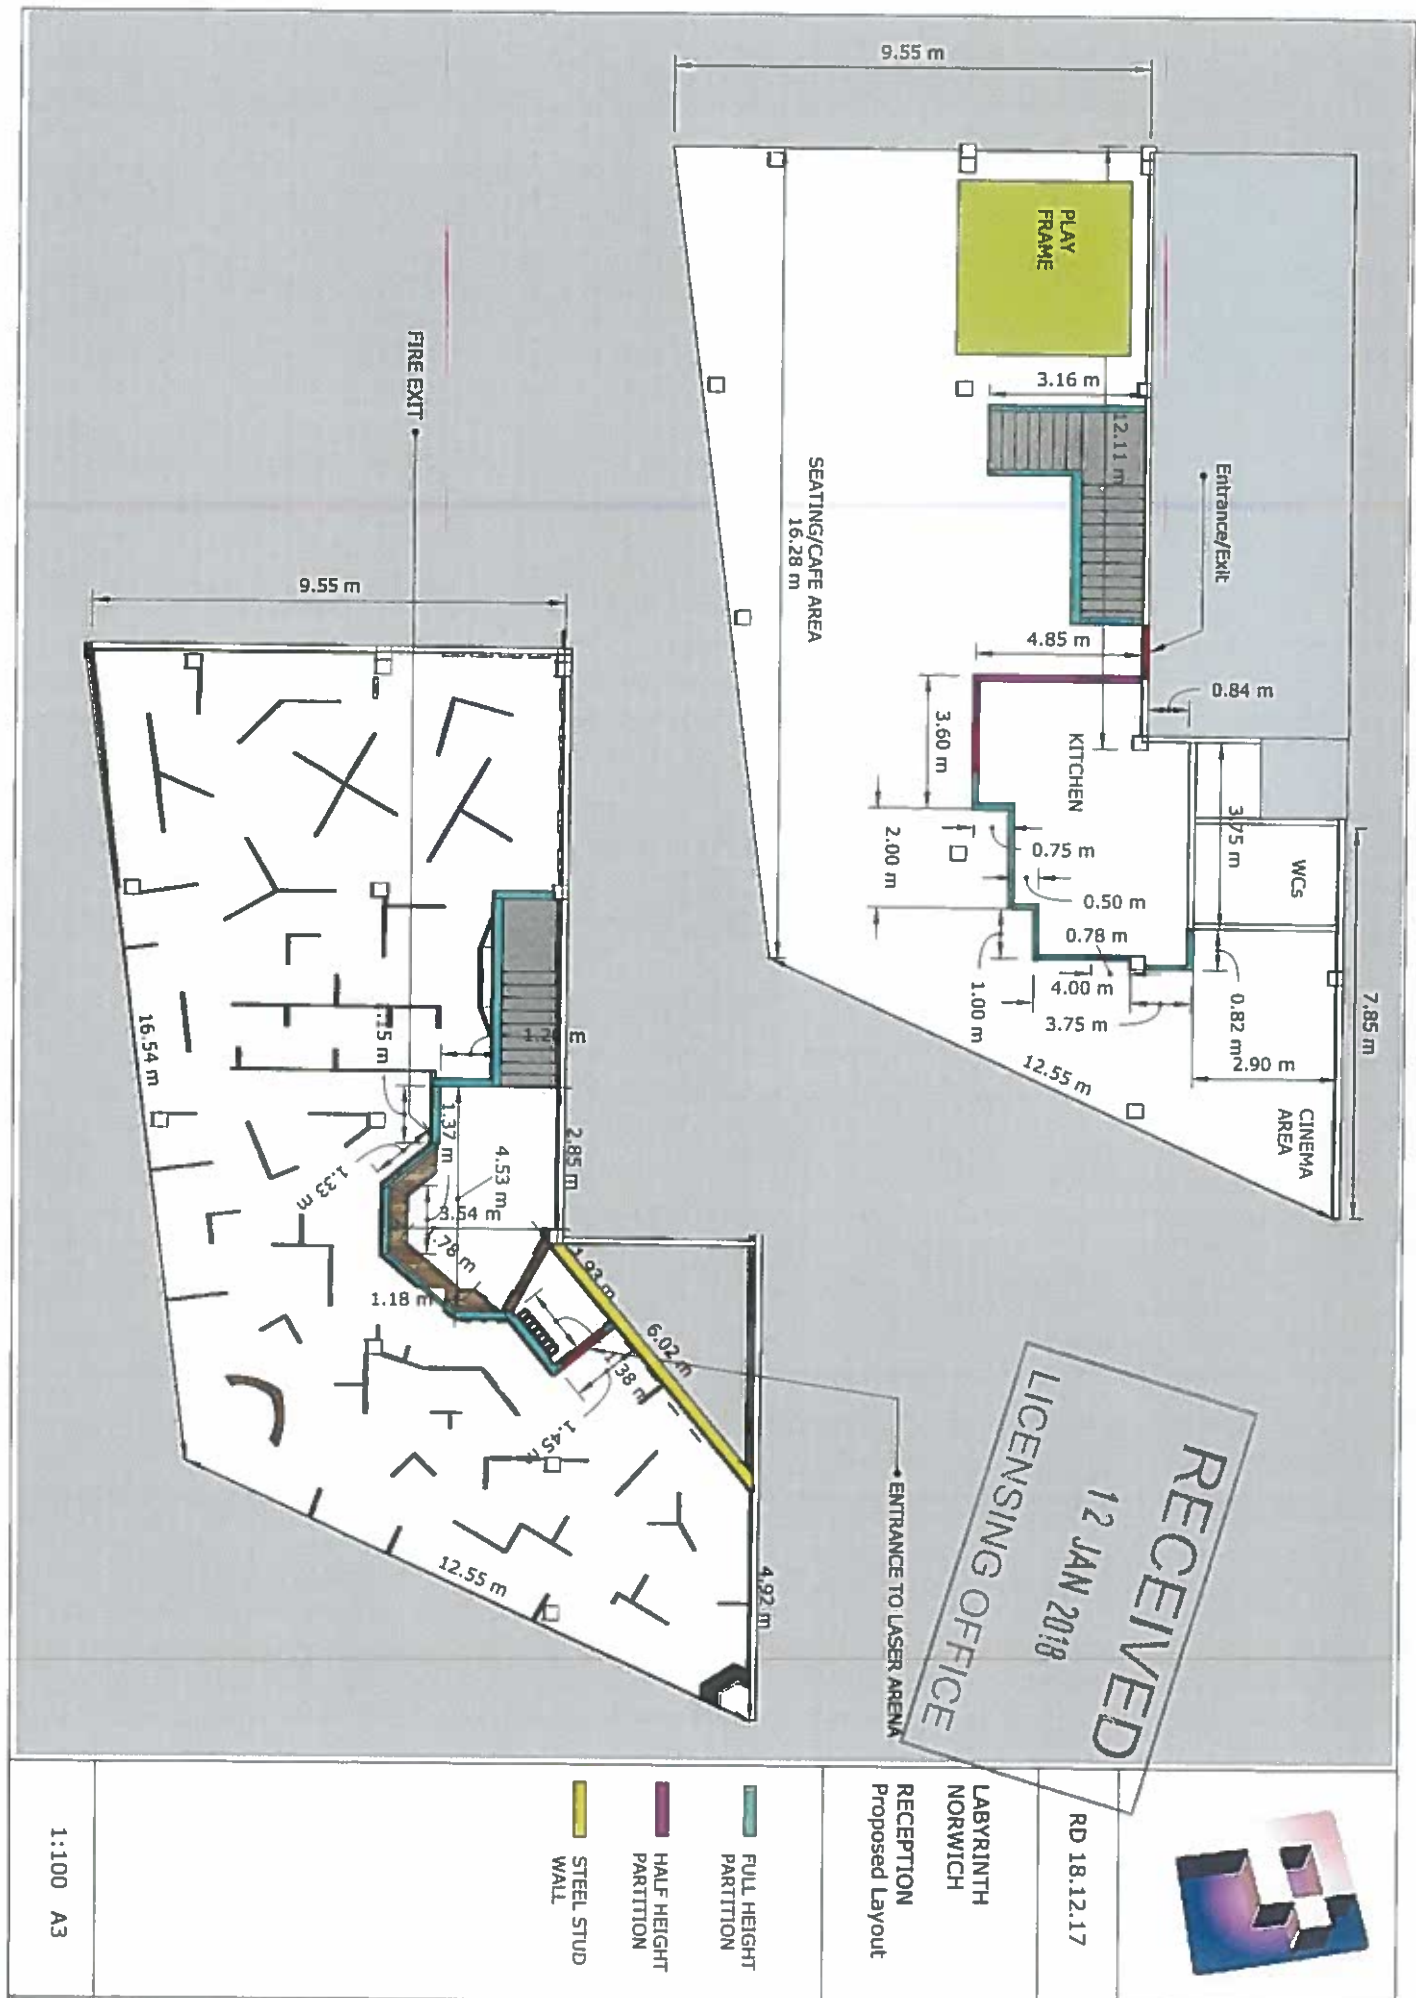 9.55 m
PLAY
FRAME
3.16 m
12.11 m
Entrance/Exit
SEATING/CAFE AREA
16.28 m
4.85 m
0.84 m
3.60 m
KITCHEN
3.75 m
WCs
2.00 m
0.75 m
0.50 m
0.78 m
4.00 m
1.00 m
3.75 m
0.82 m
2.90 m
7.85 m
12.55 m
CINEMA
AREA
FIRE EXIT
9.55 m
16.54 m
1.37 m
2.85 m
4.53 m
1.33 m
3.54 m
1.18 m
1.93 m
6.02 m
1.38 m
1.45 m
12.55 m
4.92 m
ENTRANCE TO LASER ARENA
RECEIVED
12 JAN 2018
LICENSING OFFICE
RD 18.12.17
LABYRINTH
NORWICH
RECEPTION
Proposed Layout
FULL HEIGHT
PARTITION
HALF HEIGHT
PARTITION
STEEL STUD
WALL
1:100 A3